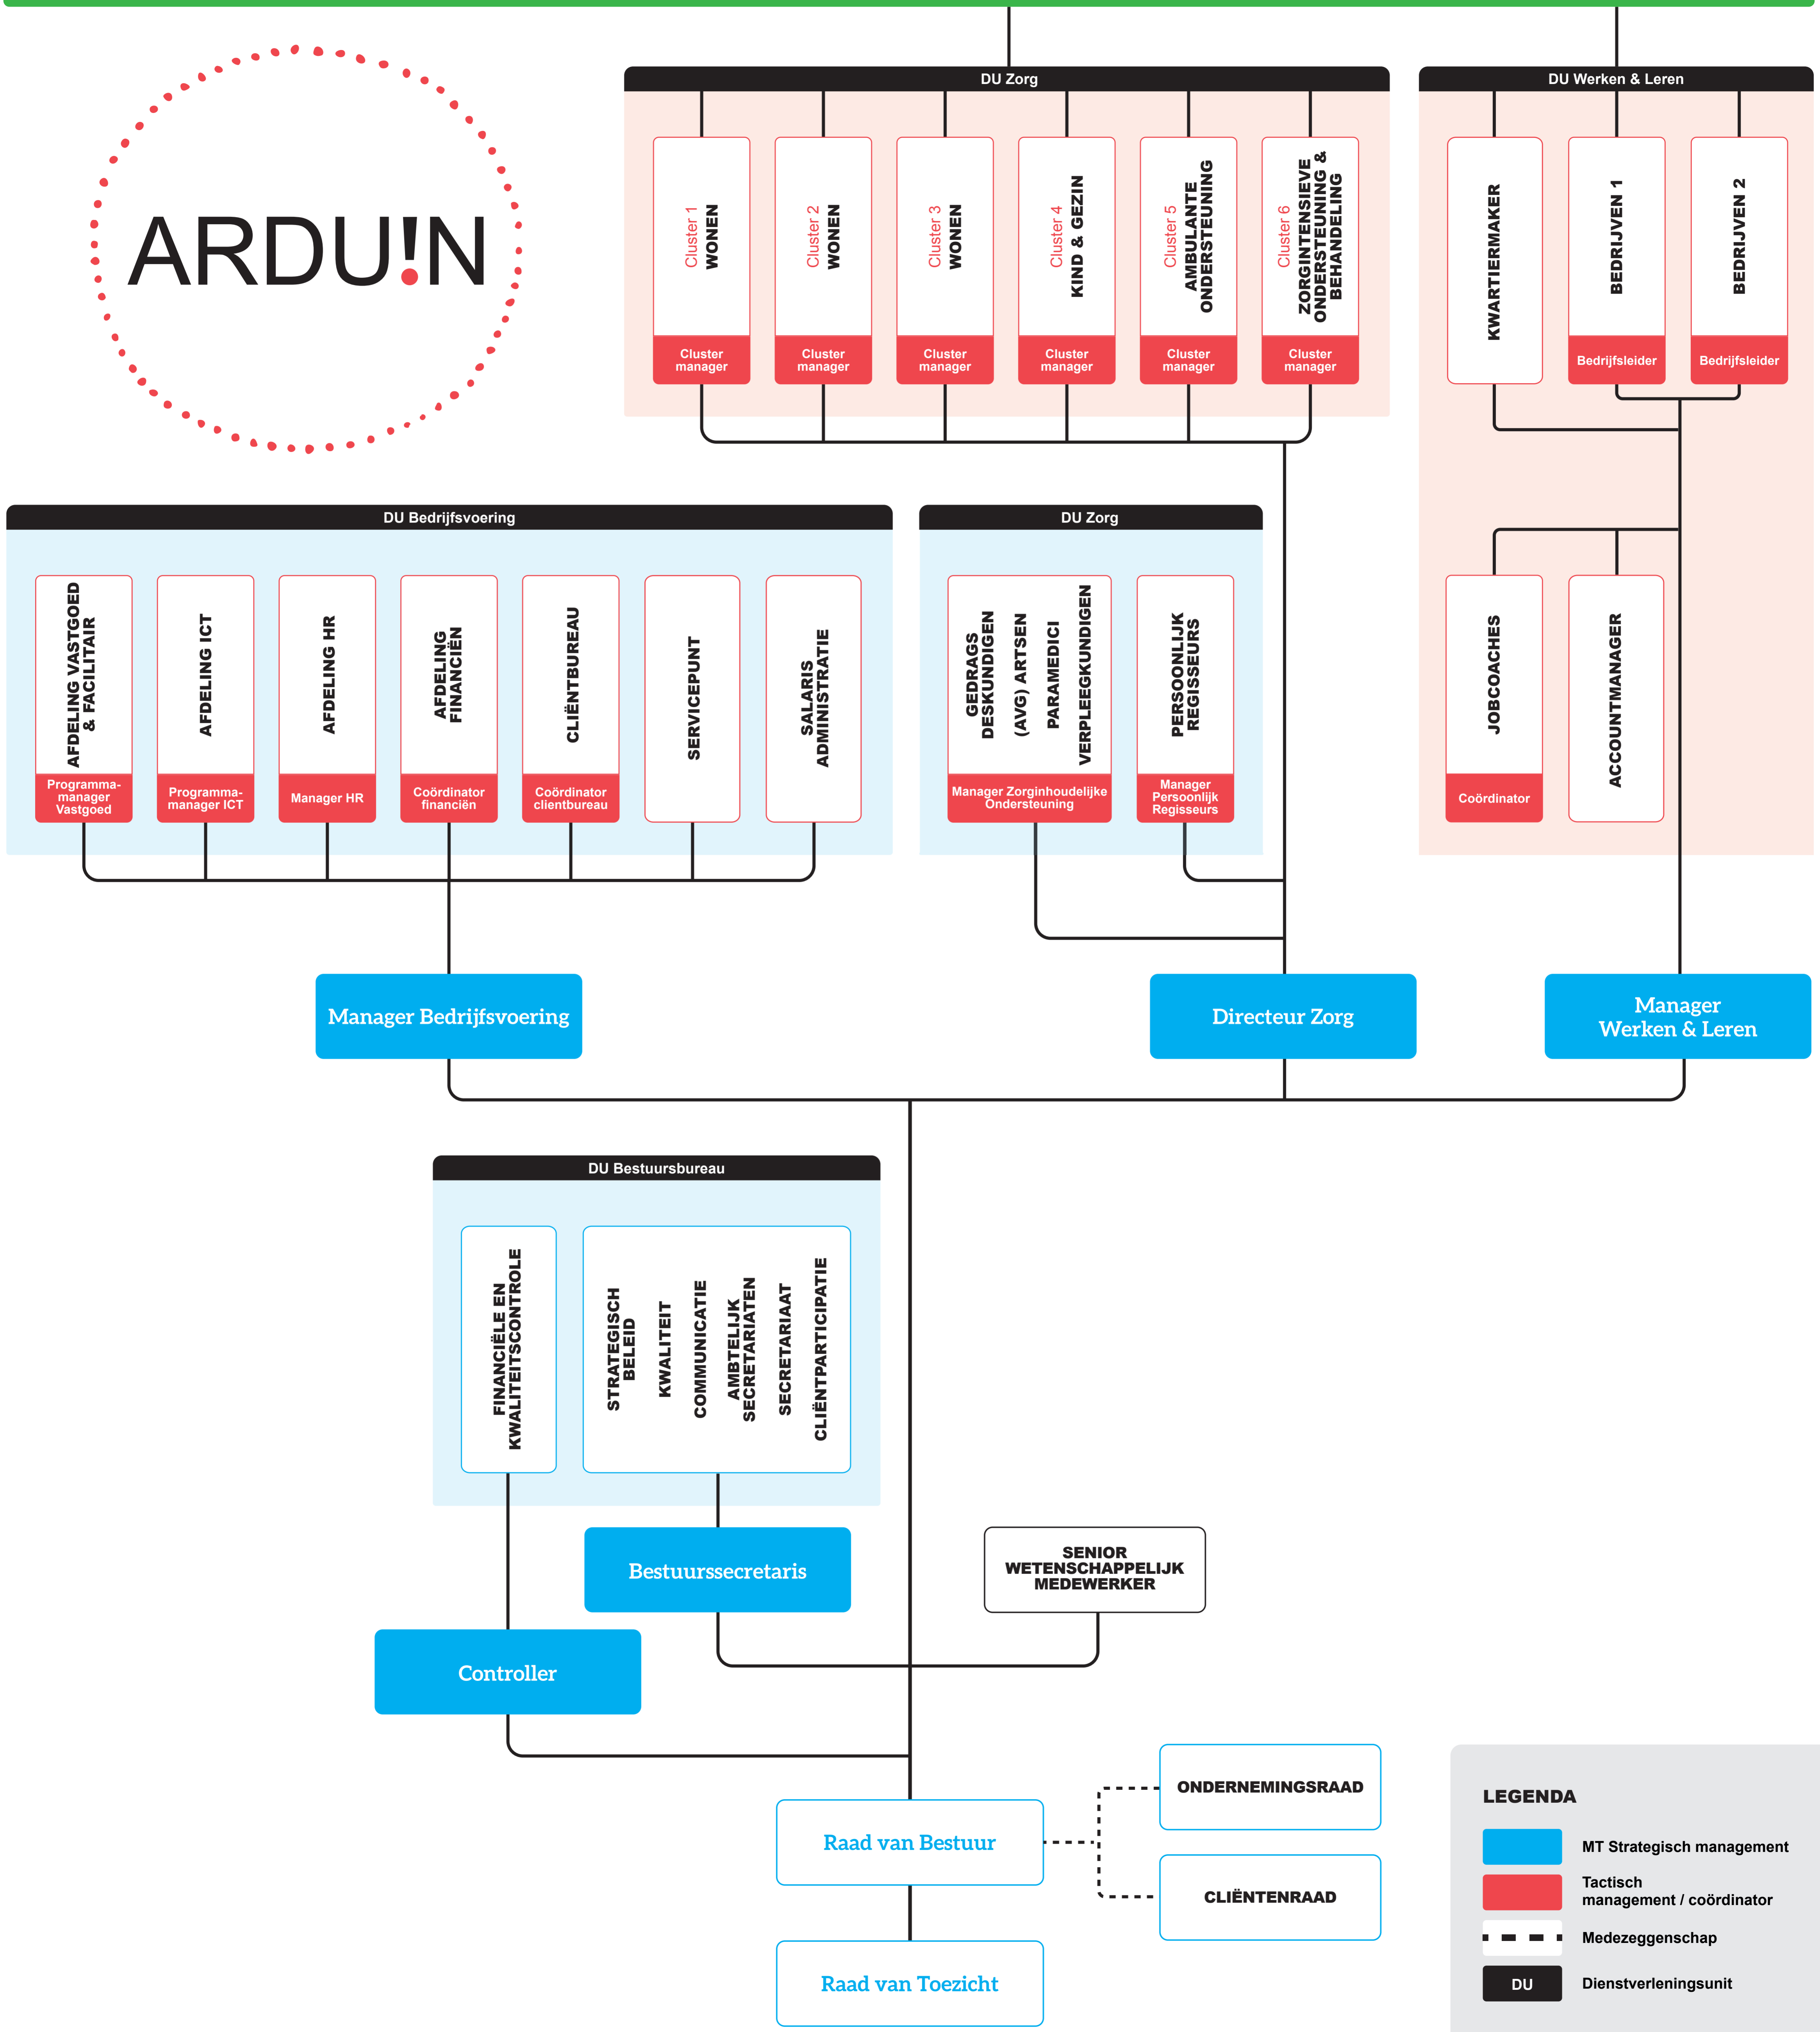 ARDU!N
DU Zorg
Cluster 1
WONEN
Cluster
manager
Cluster 2
WONEN
Cluster
manager
Cluster 3
WONEN
Cluster
manager
Cluster 4
KIND & GEZIN
Cluster
manager
Cluster 5
AMBULANTE
ONDERSTEUNING
Cluster
manager
Cluster 6
ZORGINTENSIEVE
ONDERSTEUNING &
BEHANDELING
Cluster
manager
DU Werken & Leren
KWARTIERMAKER
BEDRIJVEN 1
Bedrijfsleider
BEDRIJVEN 2
Bedrijfsleider
JOBCOACHES
Coördinator
ACCOUNTMANAGER
DU Bedrijfsvoering
AFDELING VASTGOED
& FACILITAIR
Programma-
manager
Vastgoed
AFDELING ICT
Programma-
manager ICT
AFDELING HR
Manager HR
AFDELING
FINANCIËN
Coördinator
financiën
CLIËNTBUREAU
Coördinator
clientbureau
SERVICEPUNT
SALARIS
ADMINISTRATIE
DU Zorg
GEDRAGS
DESKUNDIGEN
(AVG) ARTSEN
PARAMEDICI
VERPLEEGKUNDIGEN
Manager Zorginhoudelijke
Ondersteuning
PERSOONLIJK
REGISSEURS
Manager
Persoonlijk
Regisseurs
Manager Bedrijfsvoering
Directeur Zorg
Manager
Werken & Leren
DU Bestuursbureau
FINANCIËLE EN
KWALITEITSCONTROLE
STRATEGISCH
BELEID
KWALITEIT
COMMUNICATIE
AMBTELIJK
SECRETARIATEN
SECRETARIAAT
CLIËNTPARTICIPATIE
Bestuurssecretaris
SENIOR
WETENSCHAPPELIJK
MEDEWERKER
Controller
Raad van Bestuur
ONDERNEMINGSRAAD
CLIËNTENRAAD
Raad van Toezicht
LEGENDA
MT Strategisch management
Tactisch
management / coördinator
Medezeggenschap
DU
Dienstverleningsunit